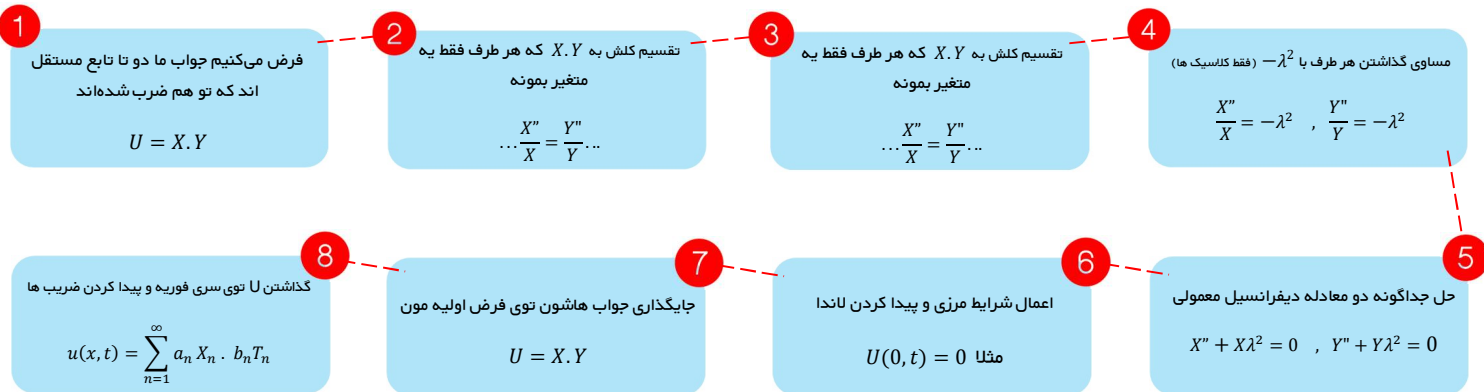 1
فرض می‌کنیم جواب ما دو تا تابع مستقل
اند که تو هم ضرب شده‌اند
U = X.Y
2
تقسیم کلش به X.Y که هر طرف فقط یه
متغیر بمونه
...X”/X = Y"/Y...
3
تقسیم کلش به X.Y که هر طرف فقط یه
متغیر بمونه
...X”/X = Y"/Y...
4
مساوی گذاشتن هر طرف با −λ² (فقط کلاسیک ها)
X”/X = −λ² , Y"/Y = −λ²
5
حل جداگونه دو معادله دیفرانسیل معمولی
X” + Xλ² = 0 , Y" + Yλ² = 0
6
اعمال شرایط مرزی و پیدا کردن لاندا
مثلا U(0, t) = 0
7
جایگذاری جواب هاشون توی فرض اولیه مون
U = X.Y
8
گذاشتن U توی سری فوریه و پیدا کردن ضریب ها
u(x, t) = ∑_{n=1}^{∞} aₙ Xₙ . bₙTₙ